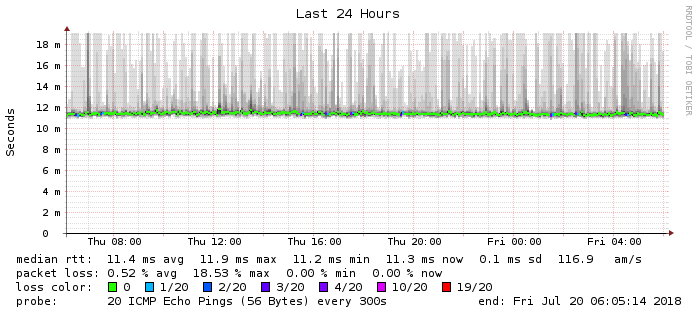 Last 24 Hours
RRDTOOL / TOBI OETIKER
Seconds
18 m
16 m
14 m
12 m
10 m
8 m
6 m
4 m
2 m
0
Thu 08:00 Thu 12:00 Thu 16:00 Thu 20:00 Fri 00:00 Fri 04:00
median rtt: 11.4 ms avg 11.9 ms max 11.2 ms min 11.3 ms now 0.1 ms sd 116.9 am/s
packet loss: 0.52 % avg 18.53 % max 0.00 % min 0.00 % now
loss color: 0 1/20 2/20 3/20 4/20 10/20 19/20
probe: 20 ICMP Echo Pings (56 Bytes) every 300s end: Fri Jul 20 06:05:14 2018